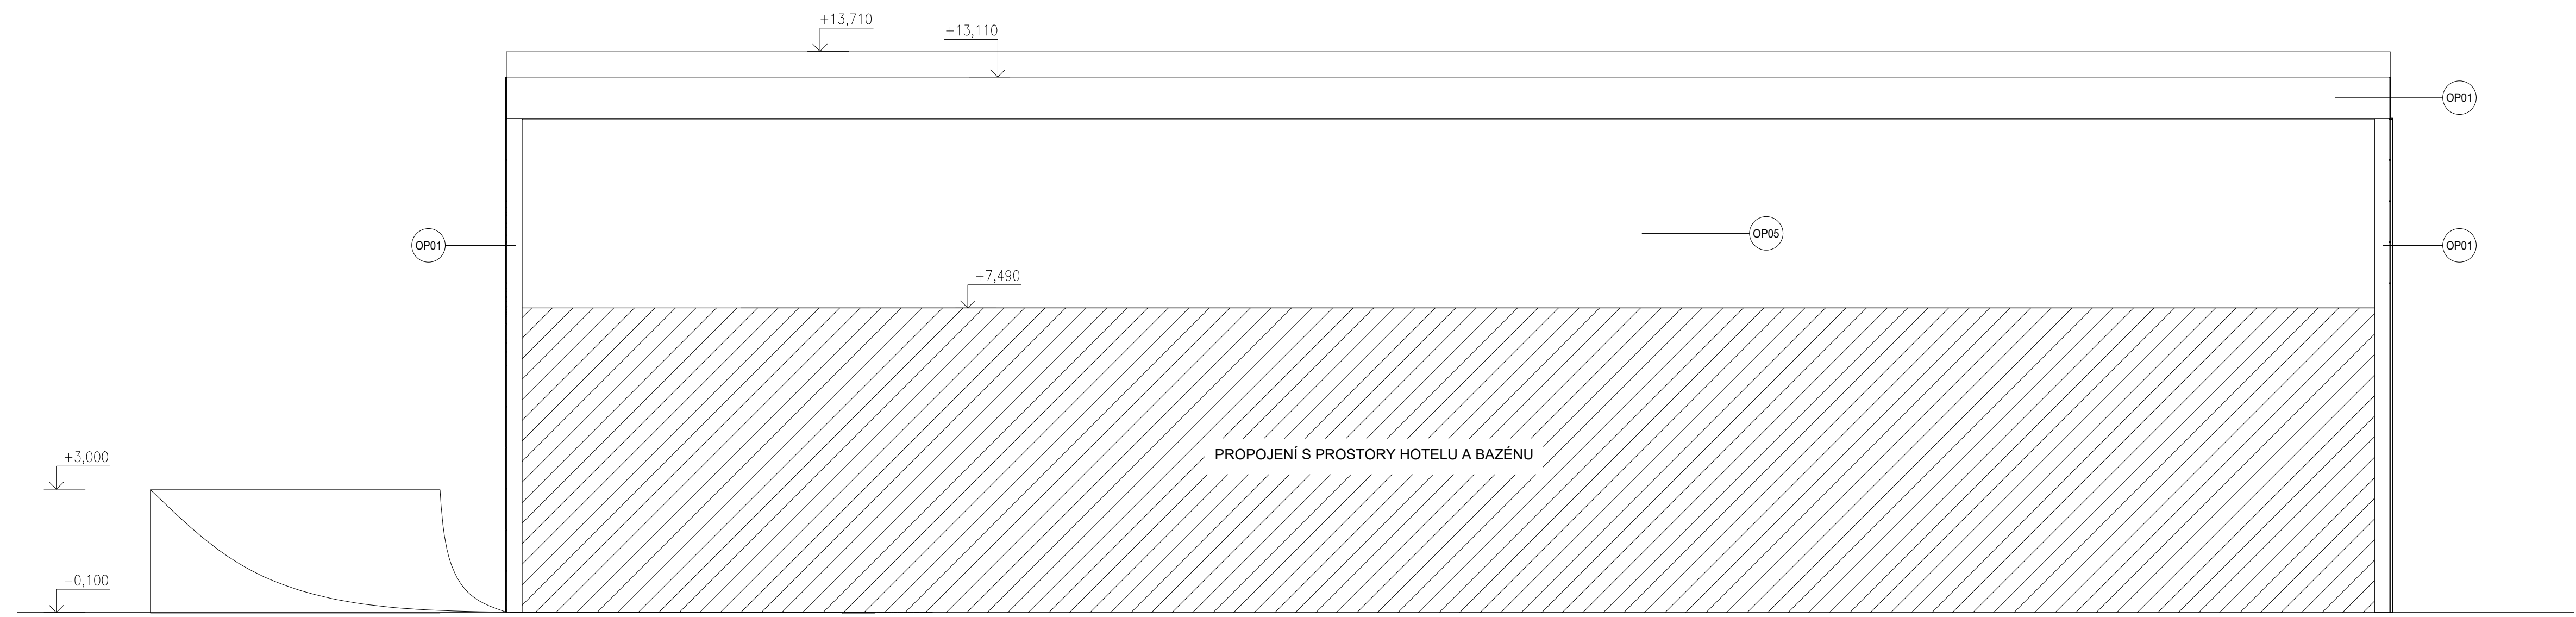 +13,710
+13,110
OP01
OP05
OP01
OP01
+7,490
PROPOJENÍ S PROSTORY HOTELU A BAZÉNU
+3,000
-0,100